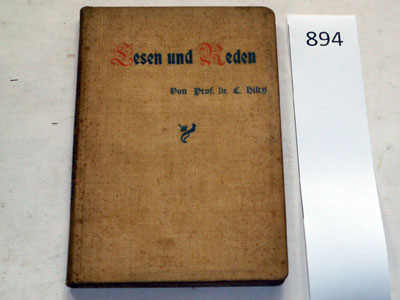 Lesen und Reden
Von Prof. Dr. C. Hilty
894